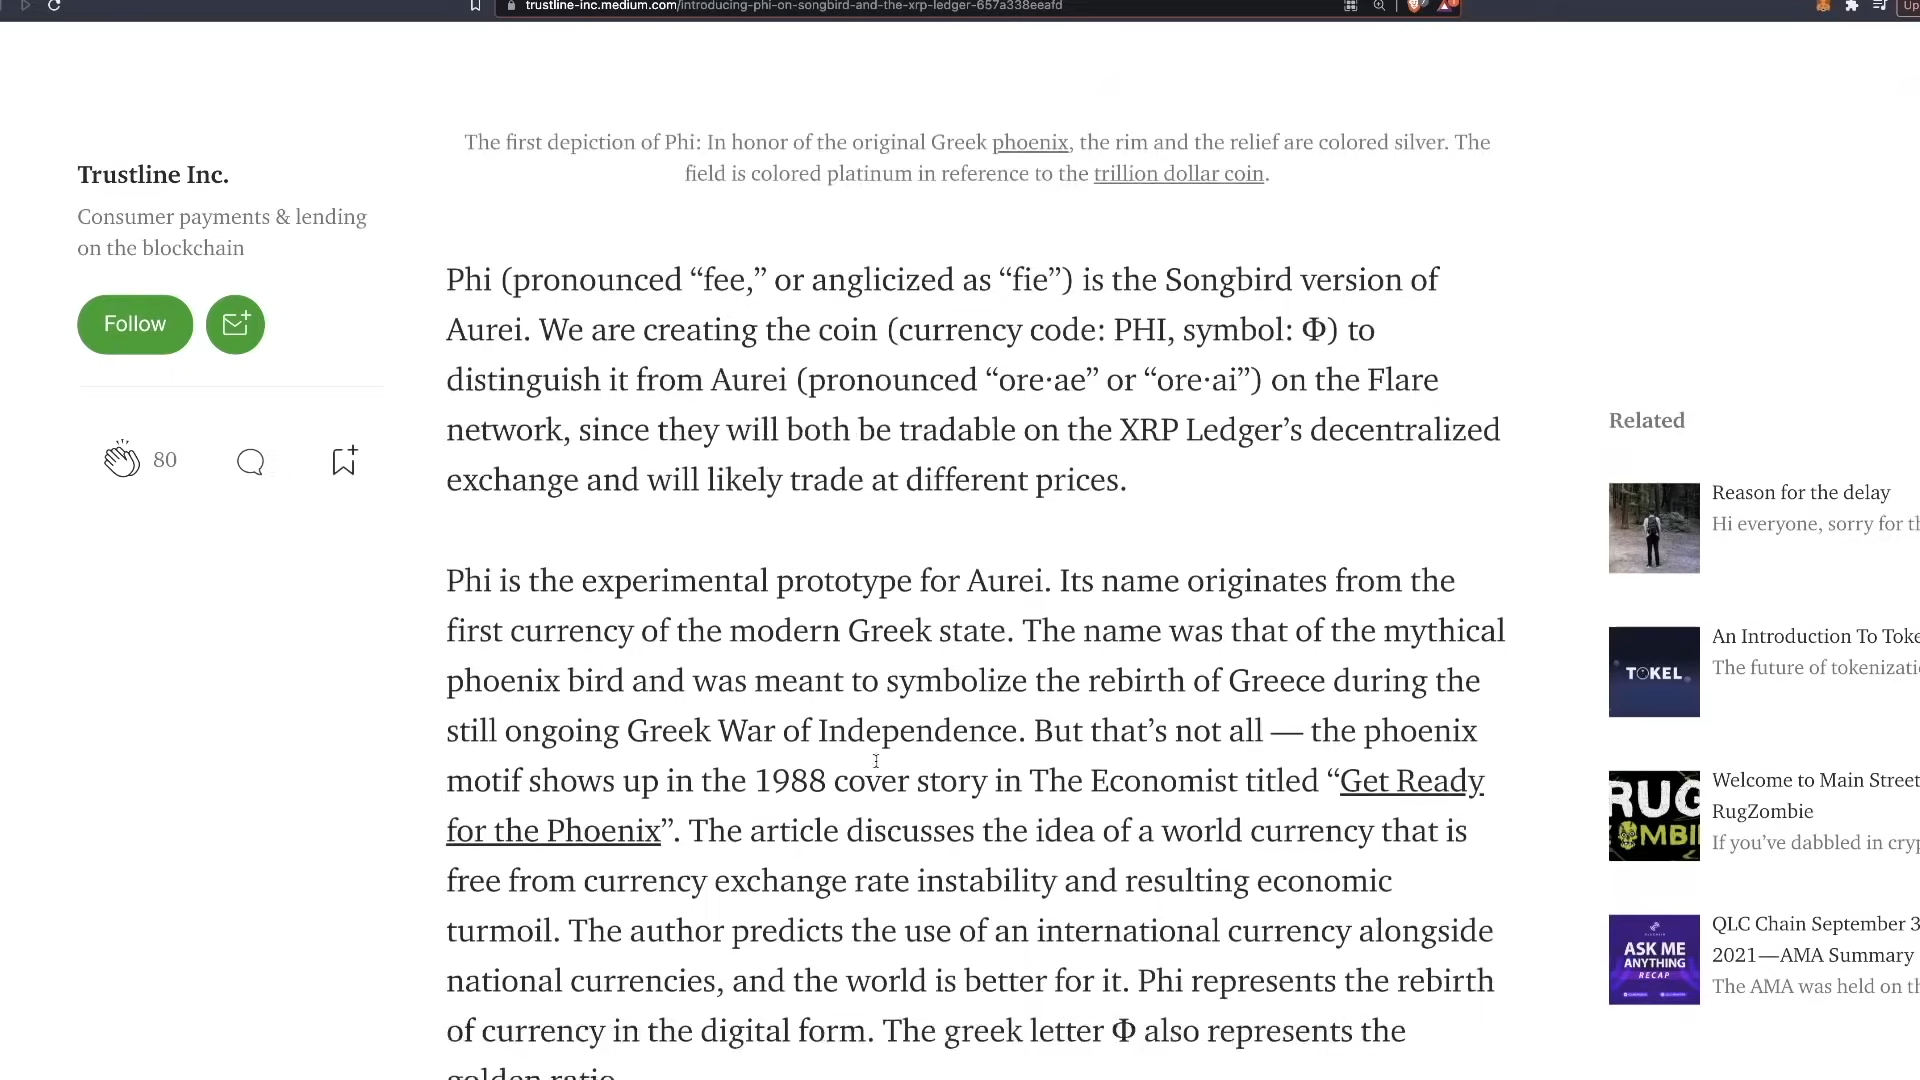 trustline-inc.medium.com/introducing-phi-on-songbird-and-the-xrp-ledger-657a338eeafd
Up
The first depiction of Phi: In honor of the original Greek phoenix, the rim and the relief are colored silver. The
field is colored platinum in reference to the trillion dollar coin.
Trustline Inc.
Consumer payments & lending
on the blockchain
Follow
80
Phi (pronounced “fee,” or anglicized as “fie”) is the Songbird version of
Aurei. We are creating the coin (currency code: PHI, symbol: Φ) to
distinguish it from Aurei (pronounced “ore·ae” or “ore·ai”) on the Flare
network, since they will both be tradable on the XRP Ledger’s decentralized
exchange and will likely trade at different prices.
Phi is the experimental prototype for Aurei. Its name originates from the
first currency of the modern Greek state. The name was that of the mythical
phoenix bird and was meant to symbolize the rebirth of Greece during the
still ongoing Greek War of Independence. But that’s not all — the phoenix
motif shows up in the 1988 cover story in The Economist titled “Get Ready
for the Phoenix”. The article discusses the idea of a world currency that is
free from currency exchange rate instability and resulting economic
turmoil. The author predicts the use of an international currency alongside
national currencies, and the world is better for it. Phi represents the rebirth
of currency in the digital form. The greek letter Φ also represents the
golden ratio
Related
Reason for the delay
Hi everyone, sorry for th
An Introduction To Toke
The future of tokenizati
TOKEL
Welcome to Main Street
RugZombie
If you’ve dabbled in cryp
RUG
ZOMBI
QLC Chain September 3
2021—AMA Summary
The AMA was held on th
ASK ME
ANYTHING
RECAP